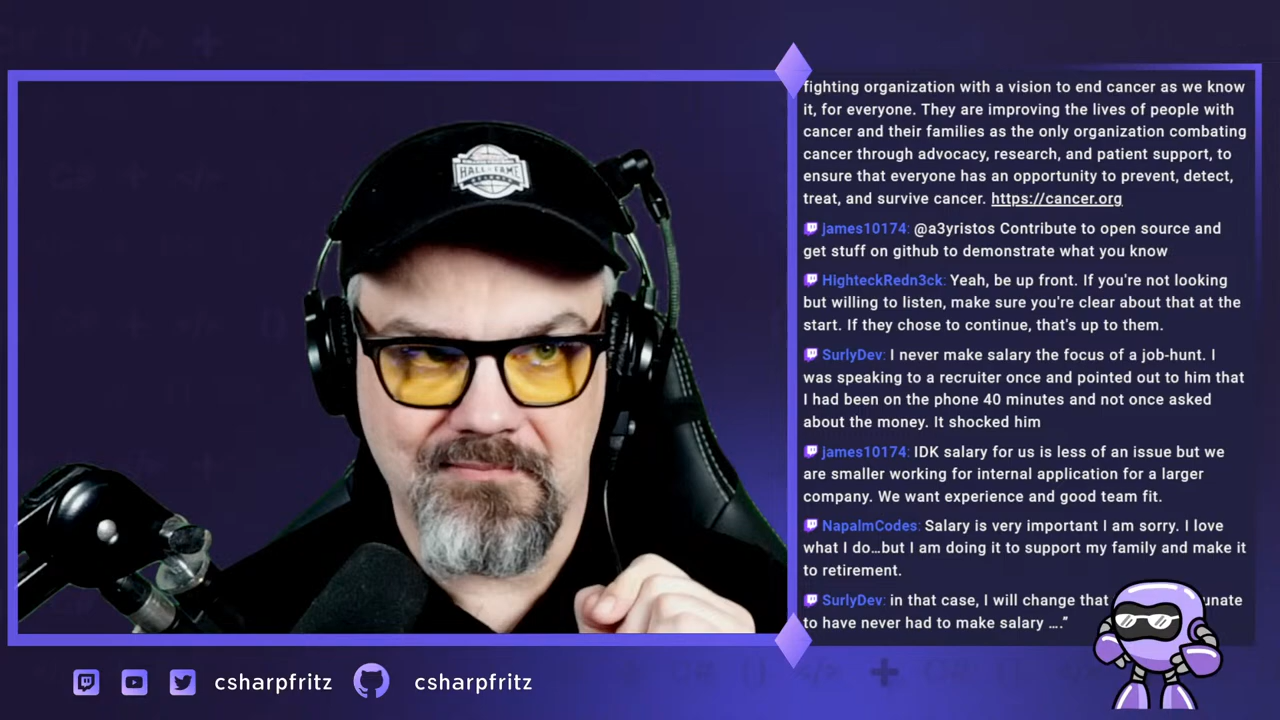 HALL OF FAME
fighting organization with a vision to end cancer as we know
it, for everyone. They are improving the lives of people with
cancer and their families as the only organization combating
cancer through advocacy, research, and patient support, to
ensure that everyone has an opportunity to prevent, detect,
treat, and survive cancer. https://cancer.org
james10174: @a3yristos Contribute to open source and
get stuff on github to demonstrate what you know
HighteckRedn3ck: Yeah, be up front. If you're not looking
but willing to listen, make sure you're clear about that at the
start. If they chose to continue, that's up to them.
SurlyDev: I never make salary the focus of a job-hunt. I
was speaking to a recruiter once and pointed out to him that
I had been on the phone 40 minutes and not once asked
about the money. It shocked him
james10174: IDK salary for us is less of an issue but we
are smaller working for internal application for a larger
company. We want experience and good team fit.
NapalmCodes: Salary is very important I am sorry. I love
what I do…but I am doing it to support my family and make it
to retirement.
SurlyDev: in that case, I will change that unate
to have never had to make salary ….”
csharpfritz csharpfritz